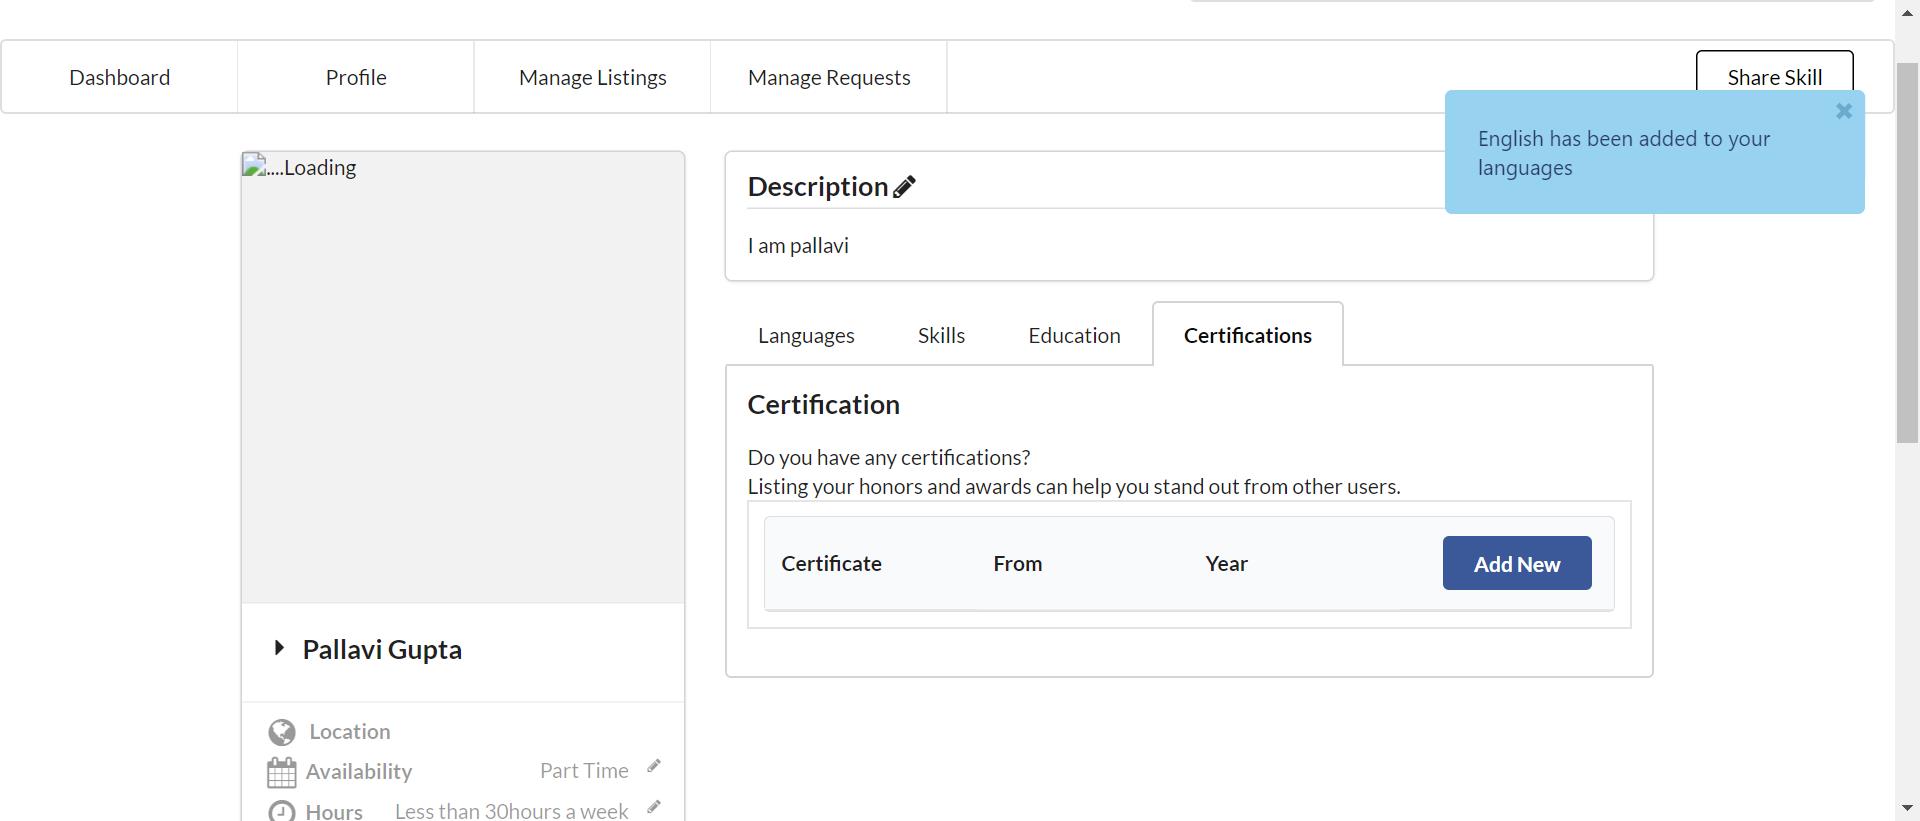 Dashboard
Profile
Manage Listings
Manage Requests
Share Skill
English has been added to your
languages
....Loading
Description
I am pallavi
Languages
Skills
Education
Certifications
Certification
Do you have any certifications?
Listing your honors and awards can help you stand out from other users.
Certificate
From
Year
Add New
Pallavi Gupta
Location
Availability
Part Time
Hours
Less than 30hours a week